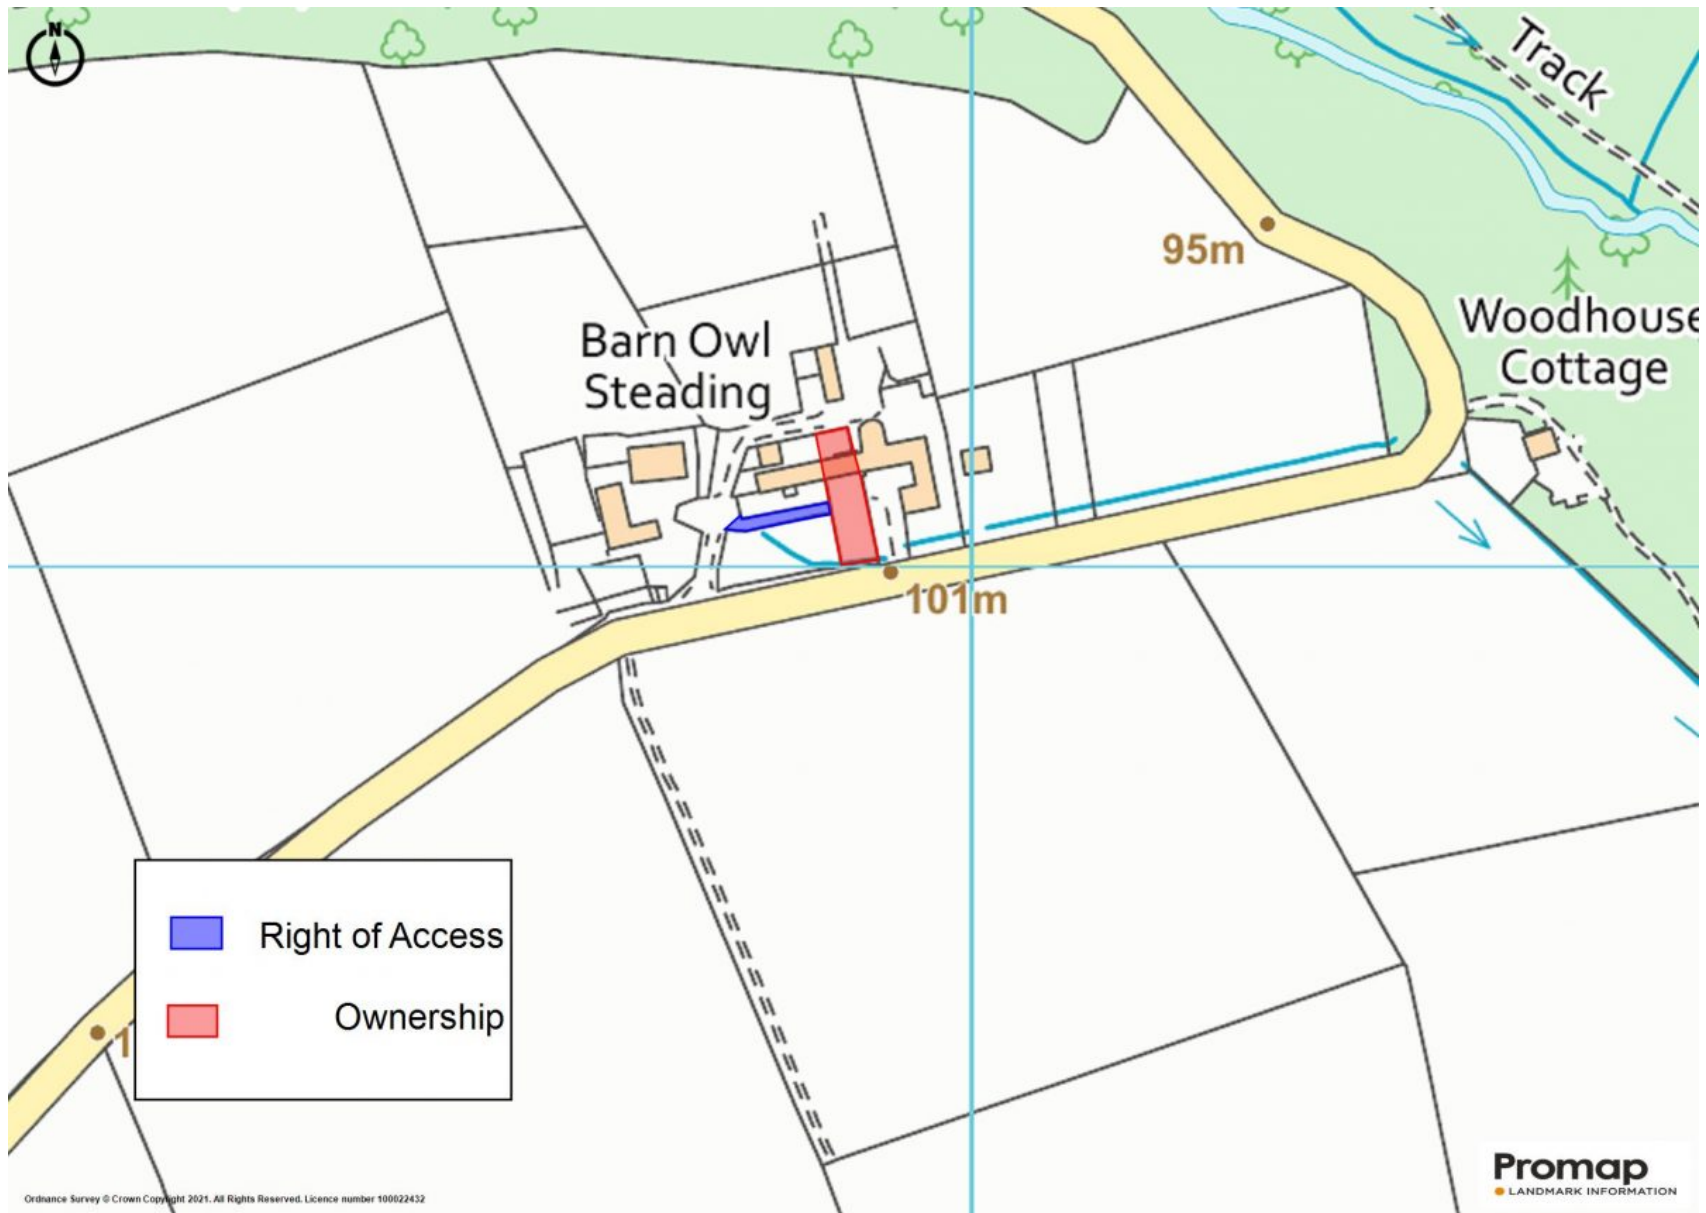 N
Track
95m
Woodhouse
Cottage
Barn Owl
Steading
101m
Right of Access
Ownership
1
Promap
LANDMARK INFORMATION
Ordnance Survey © Crown Copyright 2021. All Rights Reserved. Licence number 100022432